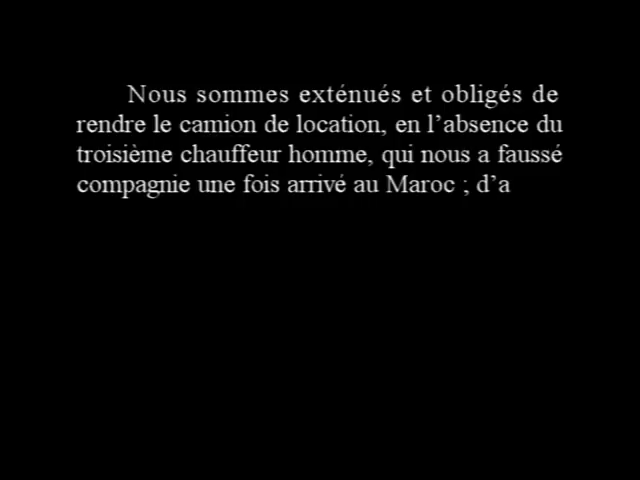 Nous sommes exténués et obligés de
rendre le camion de location, en l’absence du
troisième chauffeur homme, qui nous a faussé
compagnie une fois arrivé au Maroc ; d’a